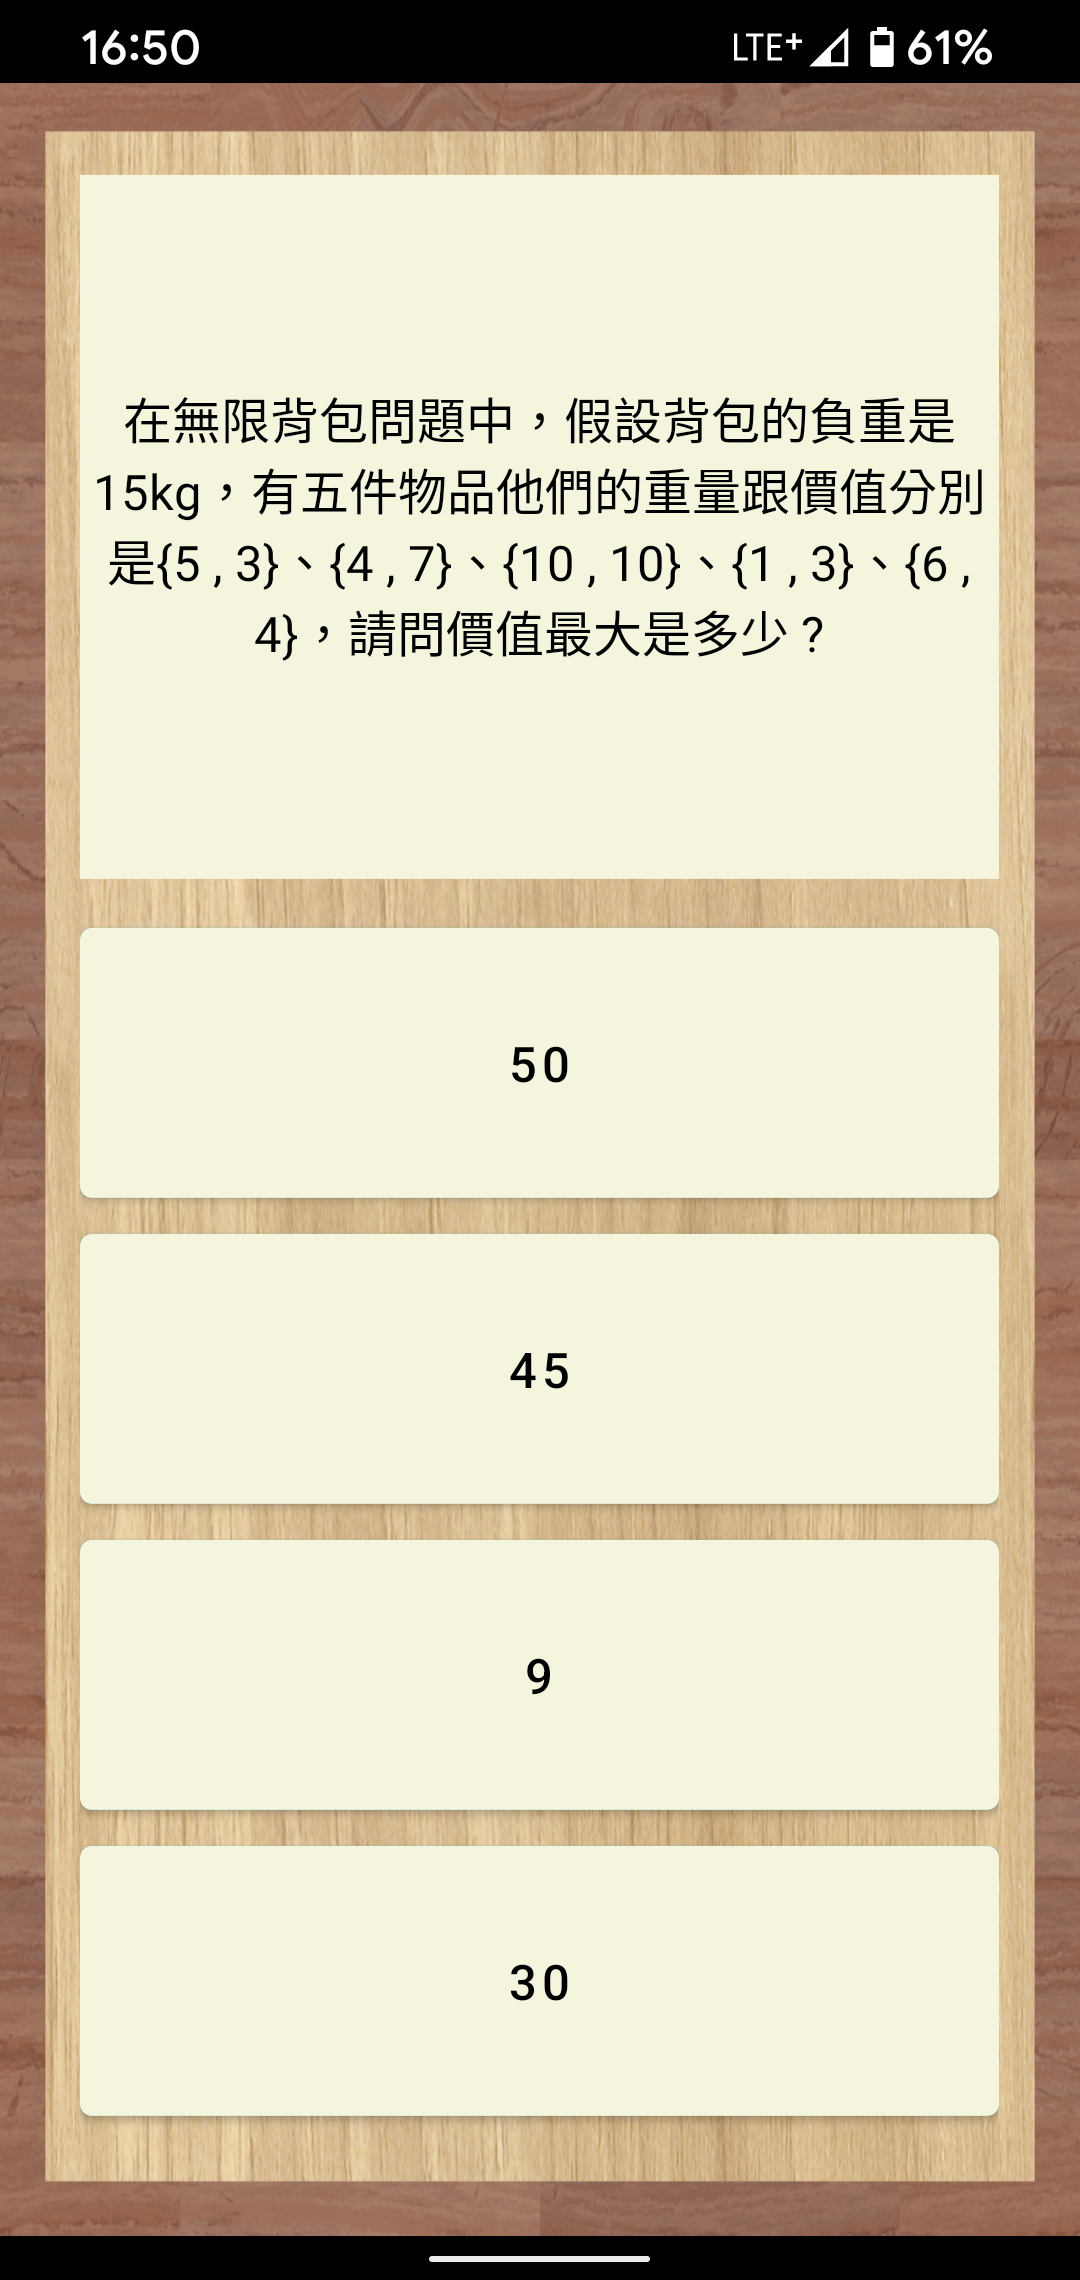 16:50 LTE+ 61%
在無限背包問題中，假設背包的負重是
15kg，有五件物品他們的重量跟價值分別
是{5 , 3}、{4 , 7}、{10 , 10}、{1 , 3}、{6 ,
4}，請問價值最大是多少？
50
45
9
30